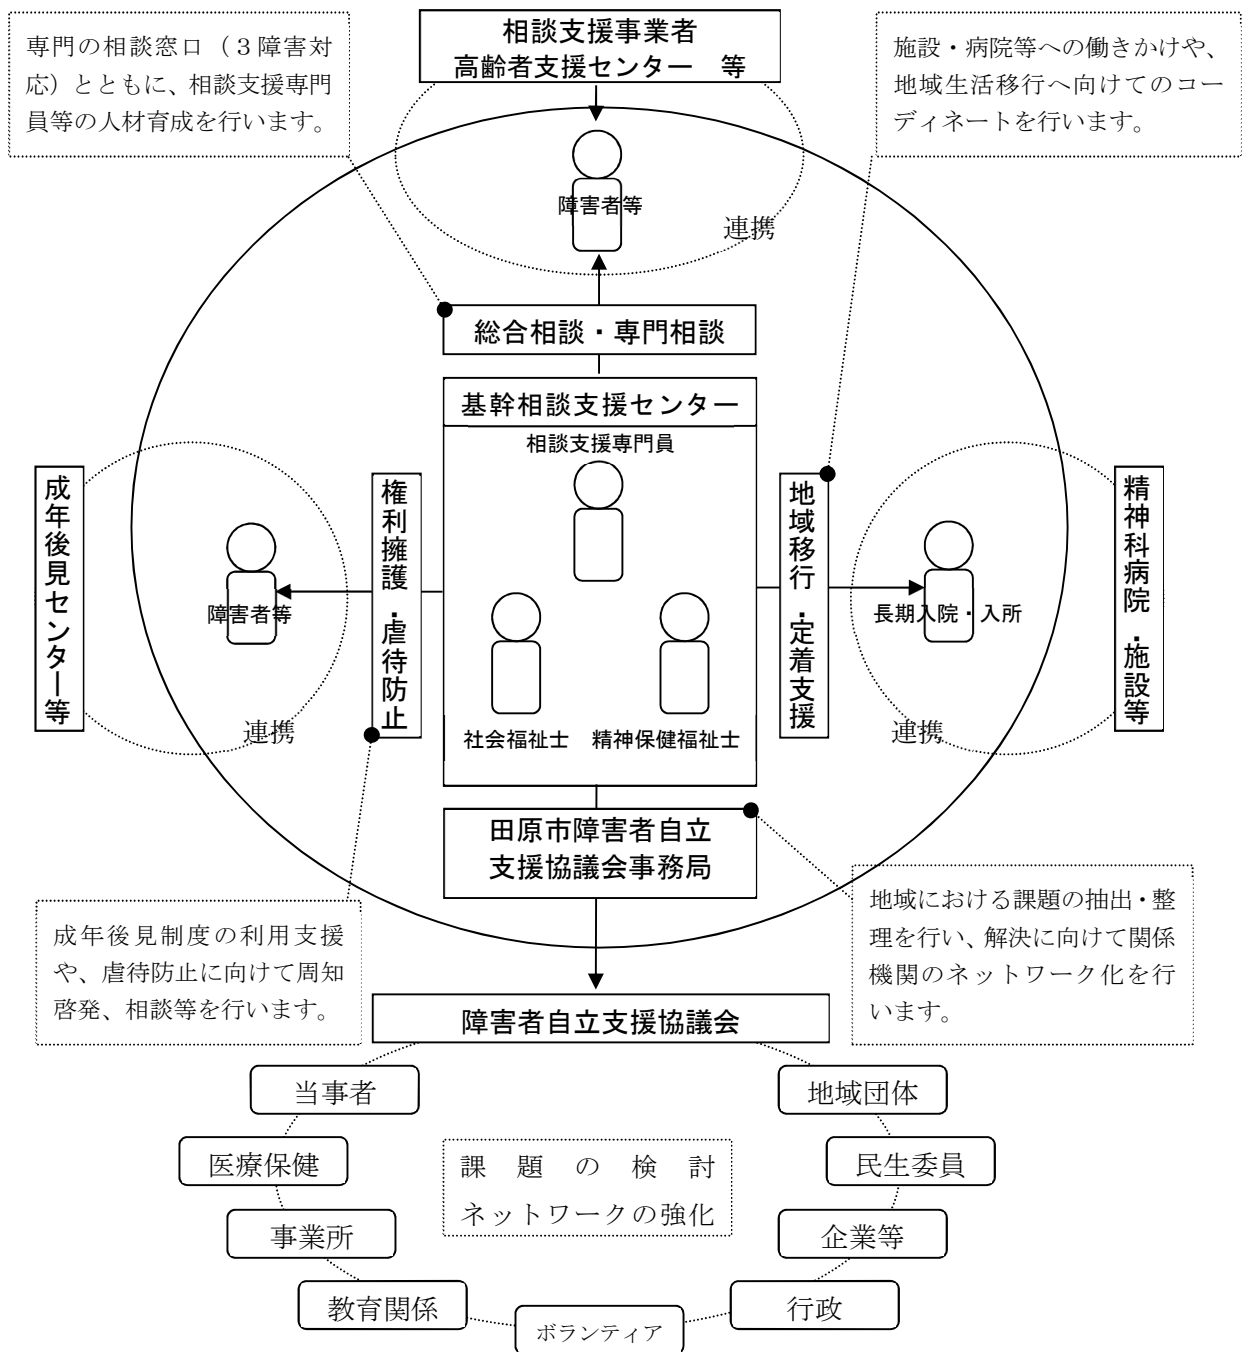 専門の相談窓口（３障害対
応）とともに、相談支援専門
員等の人材育成を行います。
相談支援事業者
高齢者支援センター　等
施設・病院等への働きかけや、
地域生活移行へ向けてのコー
ディネートを行います。
障害者等
連携
総合相談・専門相談
基幹相談支援センター
相談支援専門員
成年後見センター等
障害者等
連携
権利擁護・虐待防止
社会福祉士
精神保健福祉士
地域移行・定着支援
長期入院・入所
連携
精神科病院・施設等
田原市障害者自立
支援協議会事務局
成年後見制度の利用支援
や、虐待防止に向けて周知
啓発、相談等を行います。
地域における課題の抽出・整
理を行い、解決に向けて関係
機関のネットワーク化を行
います。
障害者自立支援協議会
当事者
地域団体
医療保健
課題の検討
ネットワークの強化
民生委員
事業所
企業等
教育関係
ボランティア
行政